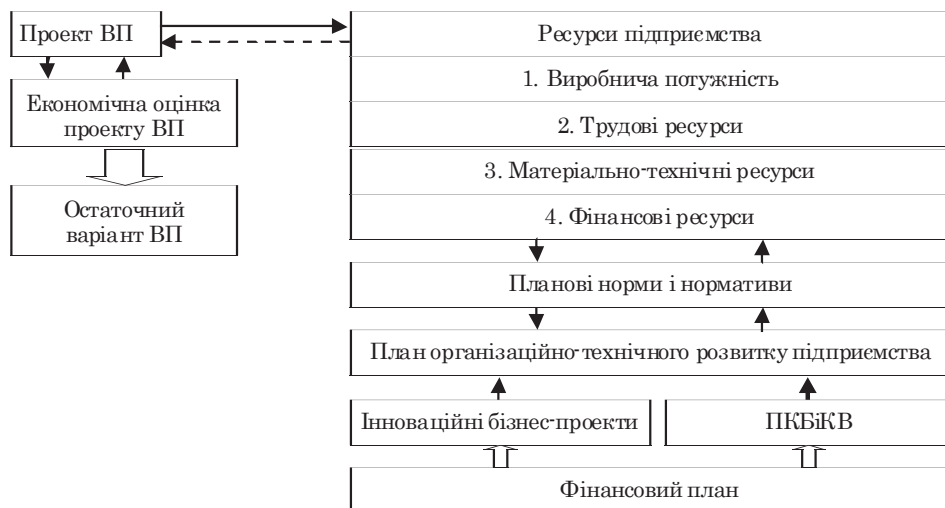 Проект ВП
Економічна оцінка
проекту ВП
Остаточний
варіант ВП
Ресурси підприємства
1. Виробнича потужність
2. Трудові ресурси
3. Матеріально-технічні ресурси
4. Фінансові ресурси
Планові норми і нормативи
План організаційно-технічного розвитку підприємства
Інноваційні бізнес-проекти
ПКБіКВ
Фінансовий план